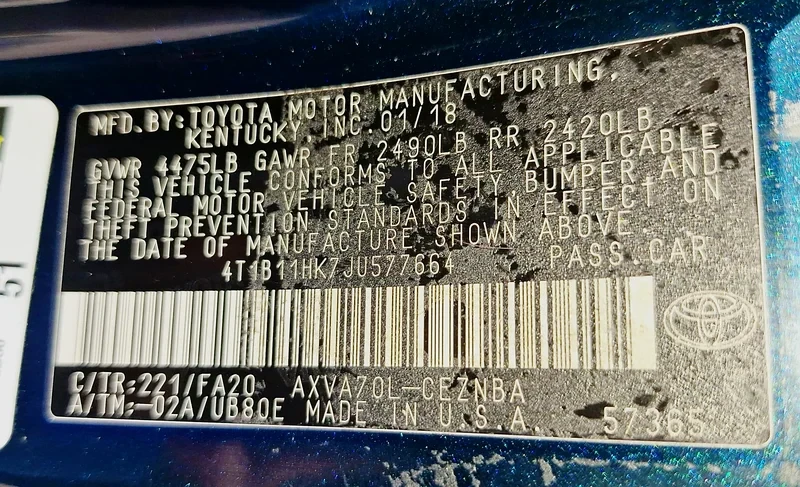 MFD.BY:TOYOTA MOTOR MANUFACTURING,
KENTUCKY, INC.01/18
GVWR 4475LB GAWR FR 2490LB RR 2420LB
THIS VEHICLE CONFORMS TO ALL APPLICABLE
FEDERAL MOTOR VEHICLE SAFETY,BUMPER AND
THEFT PREVENTION STANDARDS IN EFFECT ON
THE DATE OF MANUFACTURE SHOWN ABOVE.
4T1B11HK7JU577664 PASS.CAR
C/TR:221/FA20 AXVA70L-CEZNBA
A/TM:-02A/UB80E MADE IN U.S.A. 57365